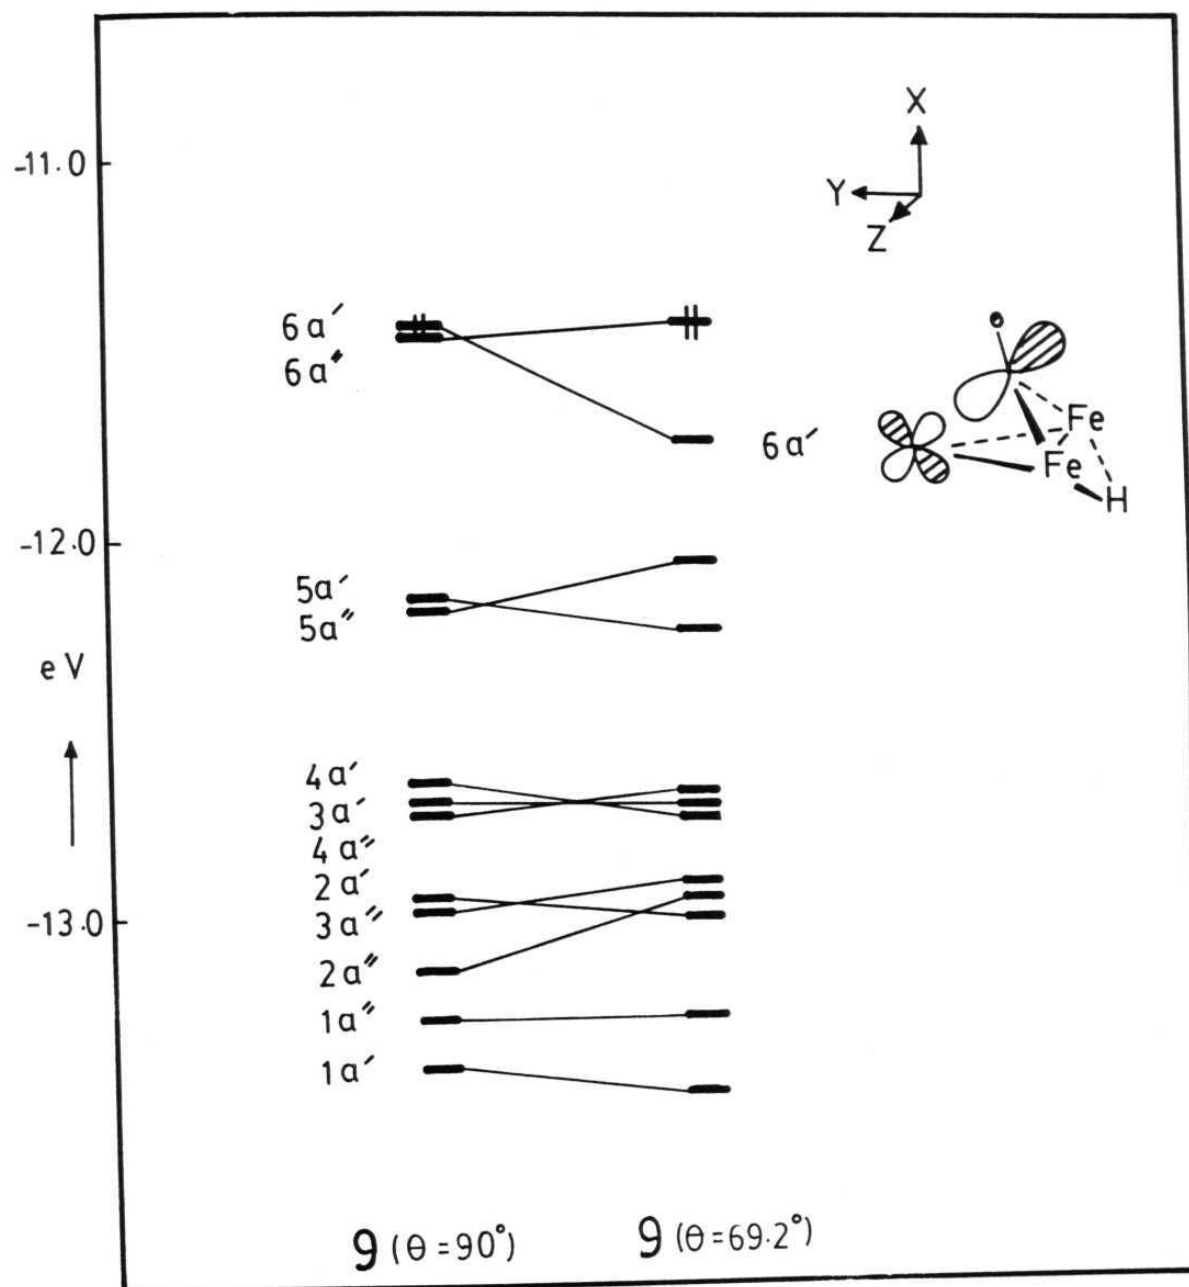 X
-11.0
Y
Z
6a′
6a″
Fe
6a′
Fe
H
-12.0
5a′
5a″
eV
4a′
3a′
4a″
2a′
-13.0
3a″
2a″
1a″
1a′
9 (θ=90°) 9 (θ=69.2°)